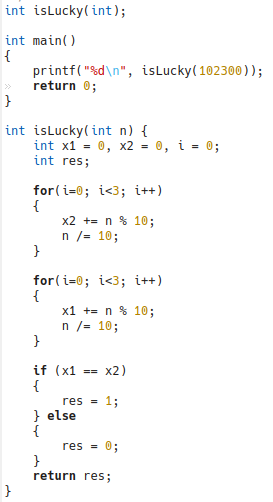 int isLucky(int);

int main()
{
    printf("%d\n", isLucky(102300));
»   return 0;
}

int isLucky(int n) {
    int x1 = 0, x2 = 0, i = 0;
    int res;

    for(i=0; i<3; i++)
    {
        x2 += n % 10;
        n /= 10;
    }

    for(i=0; i<3; i++)
    {
        x1 += n % 10;
        n /= 10;
    }

    if (x1 == x2)
    {
        res = 1;
    } else
    {
        res = 0;
    }
    return res;
}